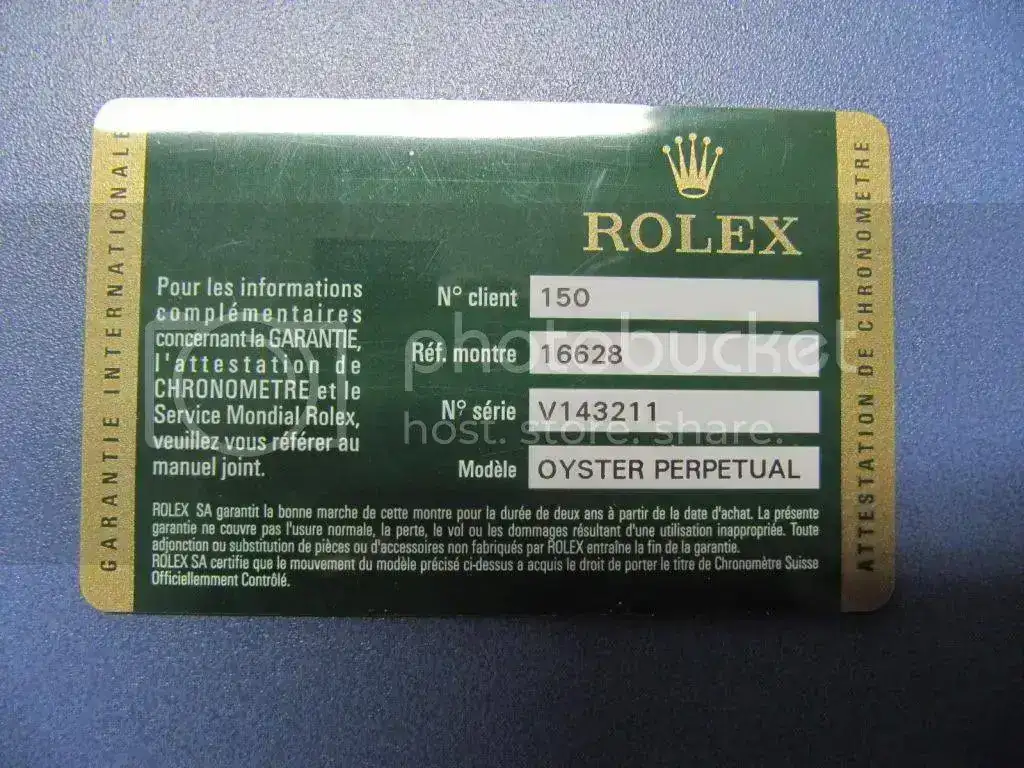 GARANTIE INTERNATIONALE
ROLEX
Pour les informations
complémentaires
concernant la GARANTIE,
l'attestation de
CHRONOMETRE et le
Service Mondial Rolex,
veuillez vous référer au
manuel joint.
N° client 150
Réf. montre 16628
N° série V143211
Modèle OYSTER PERPETUAL
ROLEX SA garantit la bonne marche de cette montre pour la durée de deux ans à partir de la date d'achat. La présente
garantie ne couvre pas l'usure normale, la perte, le vol ou les dommages résultant d'une utilisation inappropriée. Toute
adjonction ou substitution de pièces ou d'accessoires non fabriqués par ROLEX entraîne la fin de la garantie.
ROLEX SA certifie que le mouvement du modèle précisé ci-dessus a acquis le droit de porter le titre de Chronomètre Suisse
Officiellemment Contrôlé.
ATTESTATION DE CHRONOMETRE
photobucket
host. store. share.